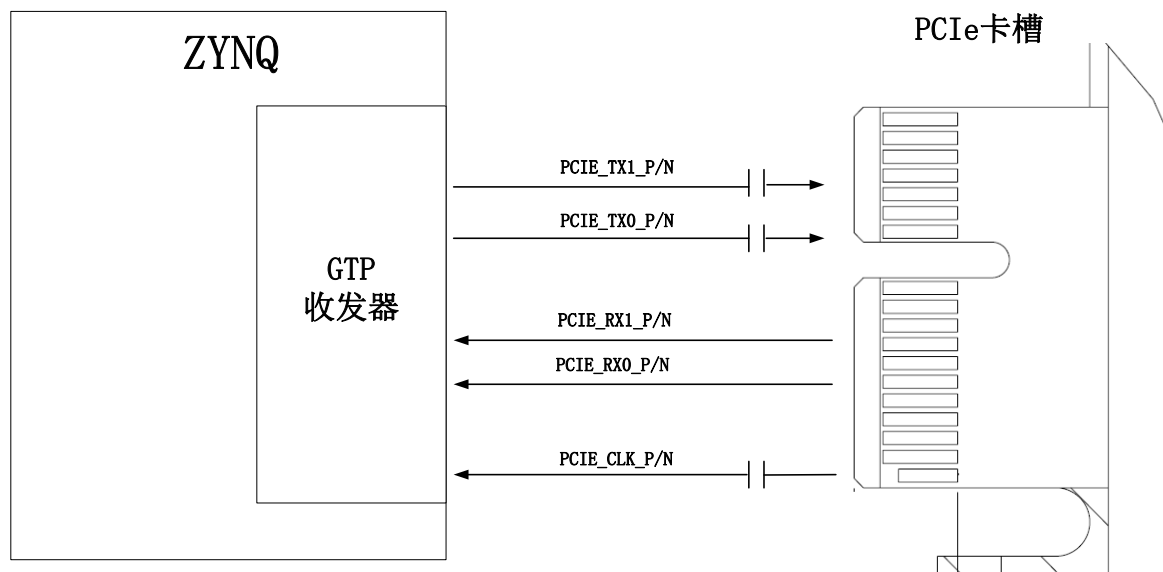 ZYNQ
PCIe卡槽
PCIE_TX1_P/N
PCIE_TX0_P/N
GTP
收发器
PCIE_RX1_P/N
PCIE_RX0_P/N
PCIE_CLK_P/N